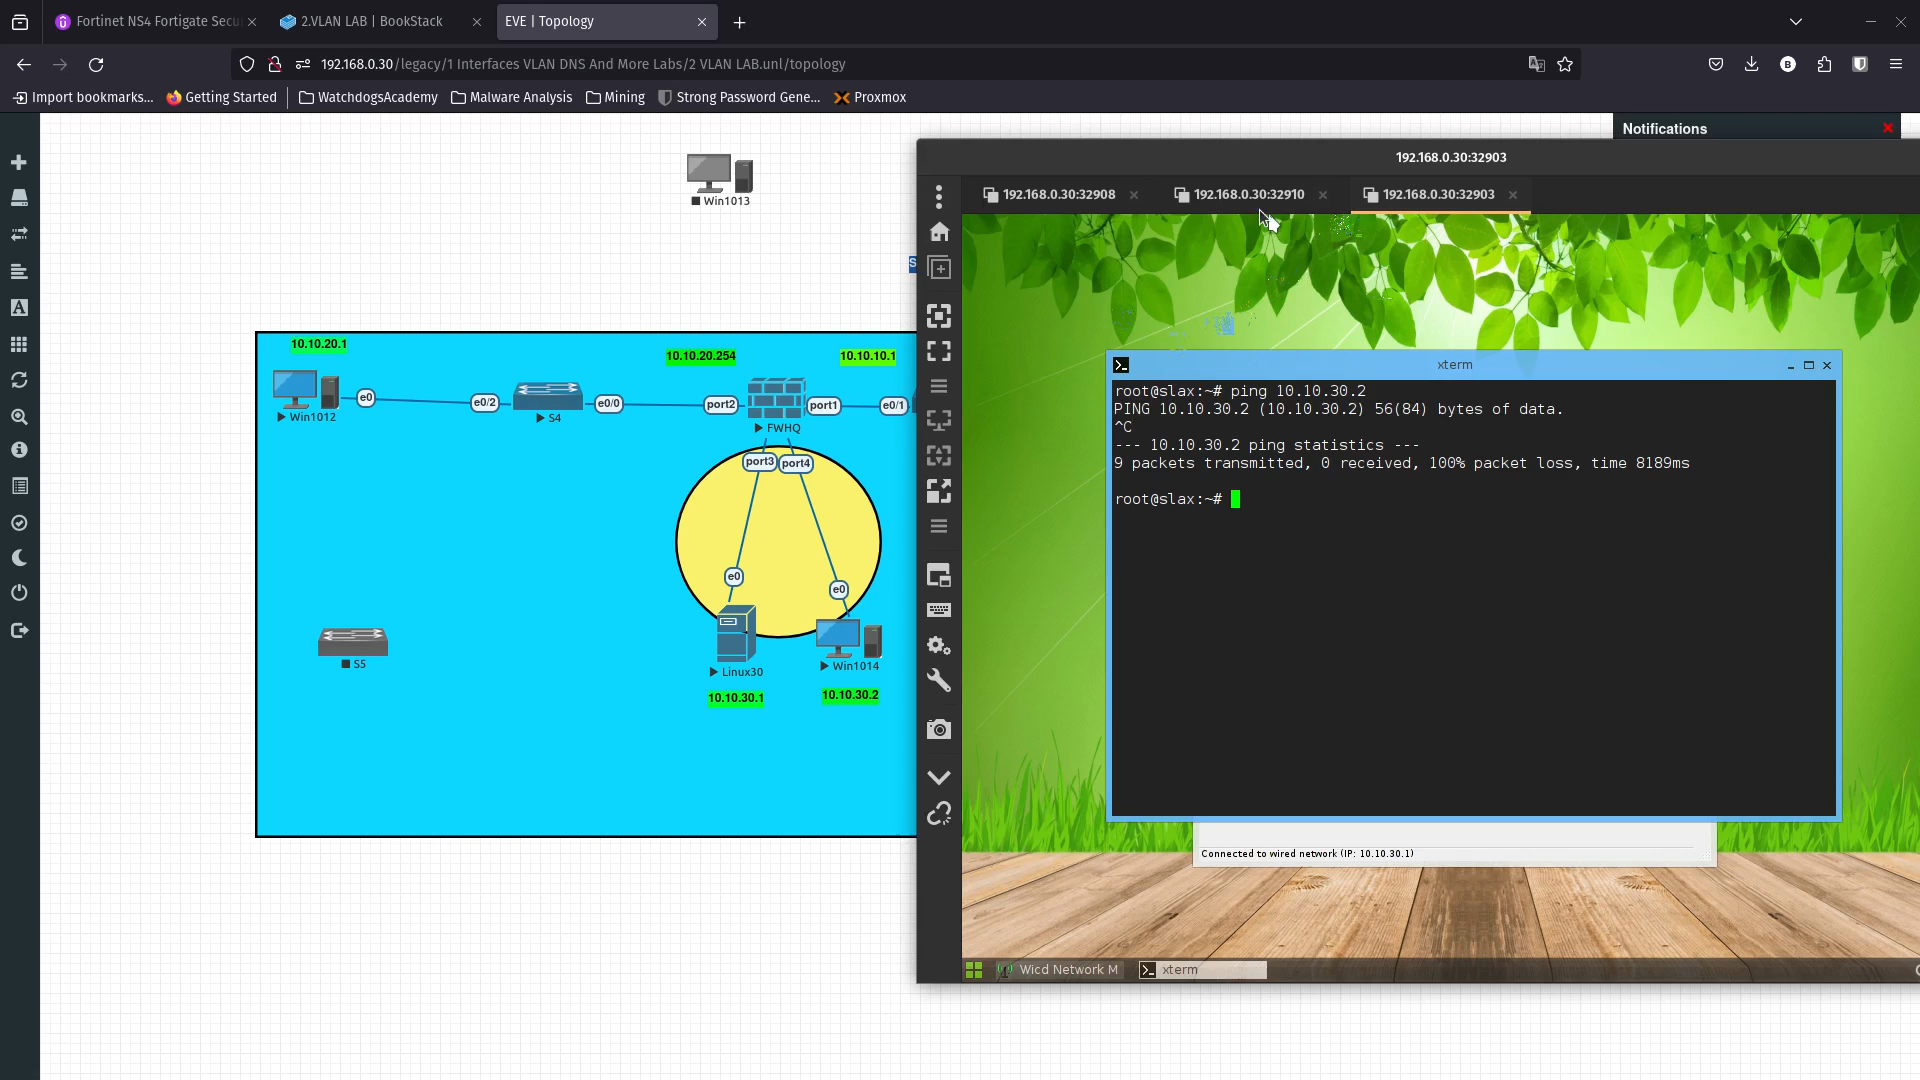 Fortinet NS4 Fortigate Secu
2.VLAN LAB | BookStack
EVE | Topology
192.168.0.30/legacy/1 Interfaces VLAN DNS And More Labs/2 VLAN LAB.unl/topology
Import bookmarks...
Getting Started
WatchdogsAcademy
Malware Analysis
Mining
Strong Password Gene...
Proxmox
Notifications
Win1013
192.168.0.30:32903
192.168.0.30:32908
192.168.0.30:32910
192.168.0.30:32903
S
10.10.20.1
10.10.20.254
10.10.10.1
e0
e0/2
e0/0
port2
port1
e0/1
Win1012
S4
FWHQ
port3
port4
e0
e0
S5
Linux30
Win1014
10.10.30.1
10.10.30.2
xterm
root@slax:~# ping 10.10.30.2
PING 10.10.30.2 (10.10.30.2) 56(84) bytes of data.
^C
--- 10.10.30.2 ping statistics ---
9 packets transmitted, 0 received, 100% packet loss, time 8189ms
root@slax:~#
Connected to wired network (IP: 10.10.30.1)
Wicd Network M
xterm